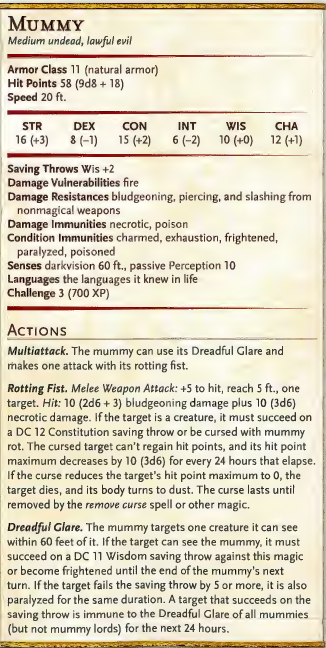 MUMMY
Medium undead, lawful evil
Armor Class 11 (natural armor)
Hit Points 58 (9d8 + 18)
Speed 20 ft.
STR DEX CON INT WIS CHA
16 (+3) 8 (−1) 15 (+2) 6 (−2) 10 (+0) 12 (+1)
Saving Throws Wis +2
Damage Vulnerabilities fire
Damage Resistances bludgeoning, piercing, and slashing from
nonmagical weapons
Damage Immunities necrotic, poison
Condition Immunities charmed, exhaustion, frightened,
paralyzed, poisoned
Senses darkvision 60 ft., passive Perception 10
Languages the languages it knew in life
Challenge 3 (700 XP)
ACTIONS
Multiattack. The mummy can use its Dreadful Glare and
makes one attack with its rotting fist.
Rotting Fist. Melee Weapon Attack: +5 to hit, reach 5 ft., one
target. Hit: 10 (2d6 + 3) bludgeoning damage plus 10 (3d6)
necrotic damage. If the target is a creature, it must succeed on
a DC 12 Constitution saving throw or be cursed with mummy
rot. The cursed target can't regain hit points, and its hit point
maximum decreases by 10 (3d6) for every 24 hours that elapse.
If the curse reduces the target's hit point maximum to 0, the
target dies, and its body turns to dust. The curse lasts until
removed by the remove curse spell or other magic.
Dreadful Glare. The mummy targets one creature it can see
within 60 feet of it. If the target can see the mummy, it must
succeed on a DC 11 Wisdom saving throw against this magic
or become frightened until the end of the mummy's next
turn. If the target fails the saving throw by 5 or more, it is also
paralyzed for the same duration. A target that succeeds on the
saving throw is immune to the Dreadful Glare of all mummies
(but not mummy lords) for the next 24 hours.